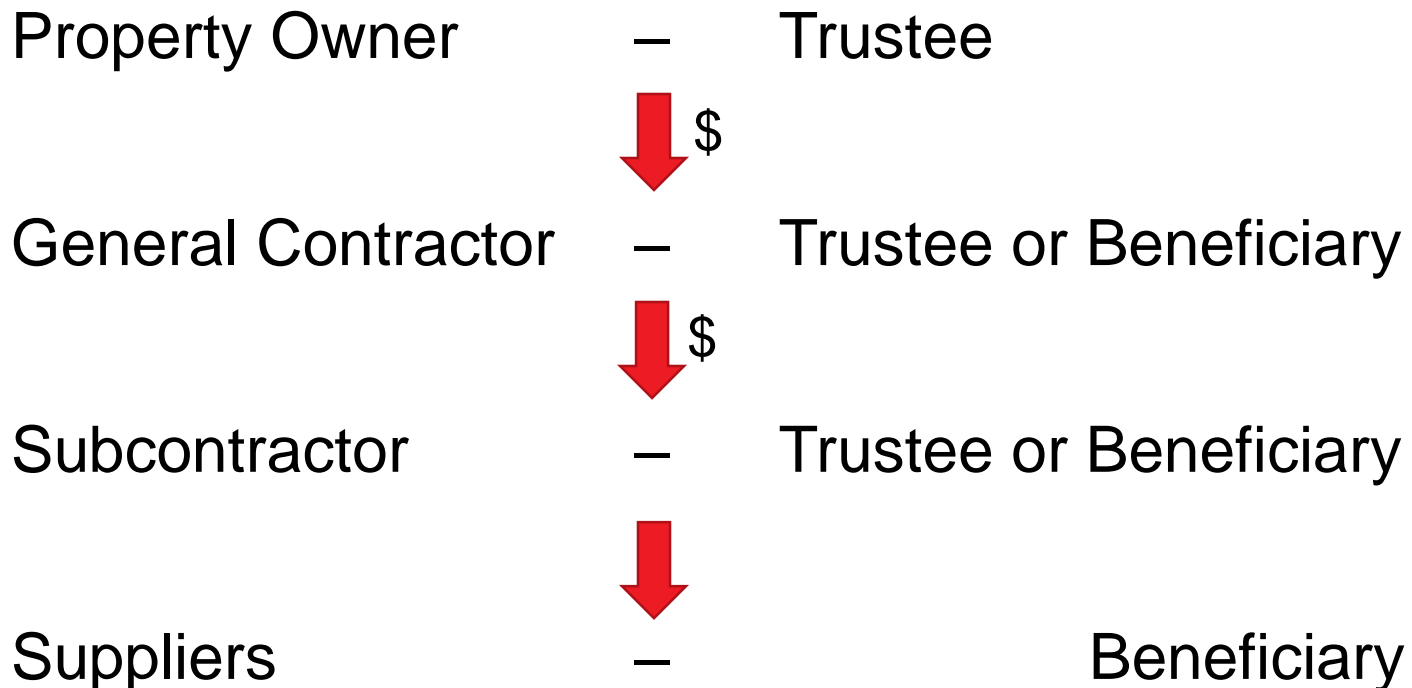 Property Owner – Trustee
$
General Contractor – Trustee or Beneficiary
$
Subcontractor – Trustee or Beneficiary
Suppliers – Beneficiary